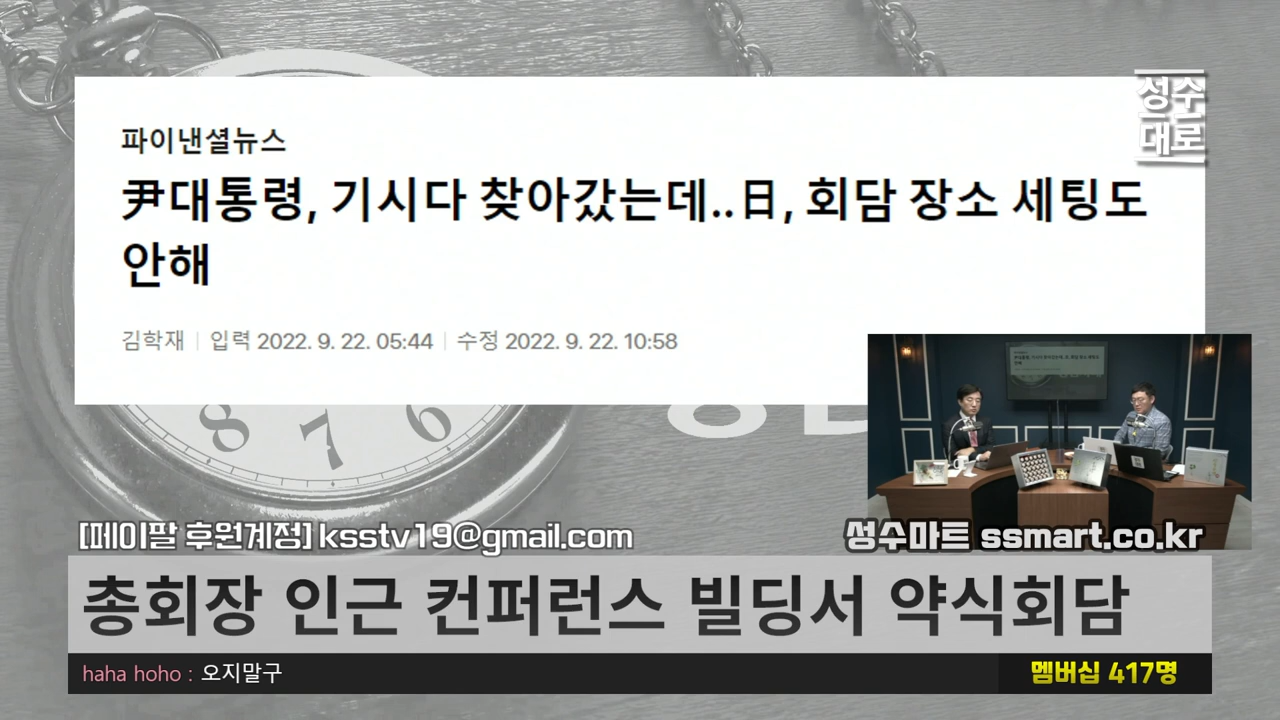 성수
대로
파이낸셜뉴스
尹대통령, 기시다 찾아갔는데..日, 회담 장소 세팅도
안해
김학재 | 입력 2022. 9. 22. 05:44 | 수정 2022. 9. 22. 10:58
8 7 6
[페이팔 후원계정] ksstv19@gmail.com
성수마트 ssmart.co.kr
총회장 인근 컨퍼런스 빌딩서 약식회담
haha hoho : 오지말구
멤버십 417명